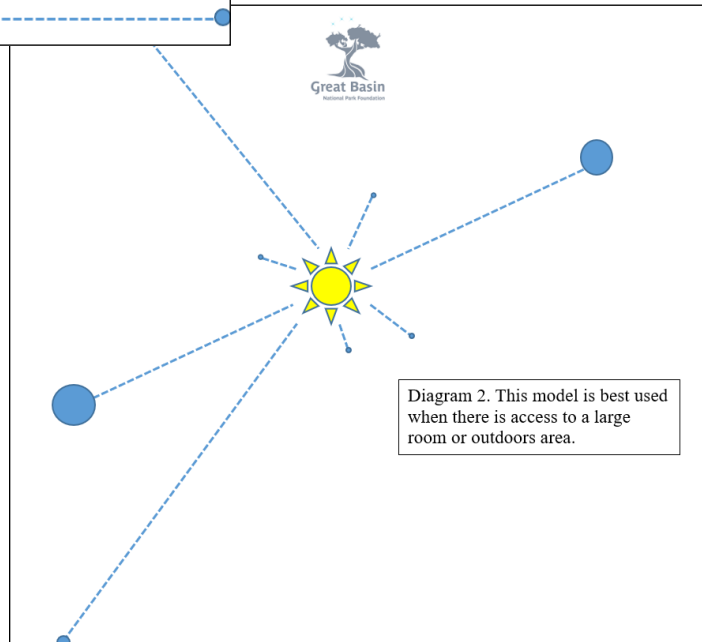 Great Basin
National Park Foundation
Diagram 2. This model is best used
when there is access to a large
room or outdoors area.